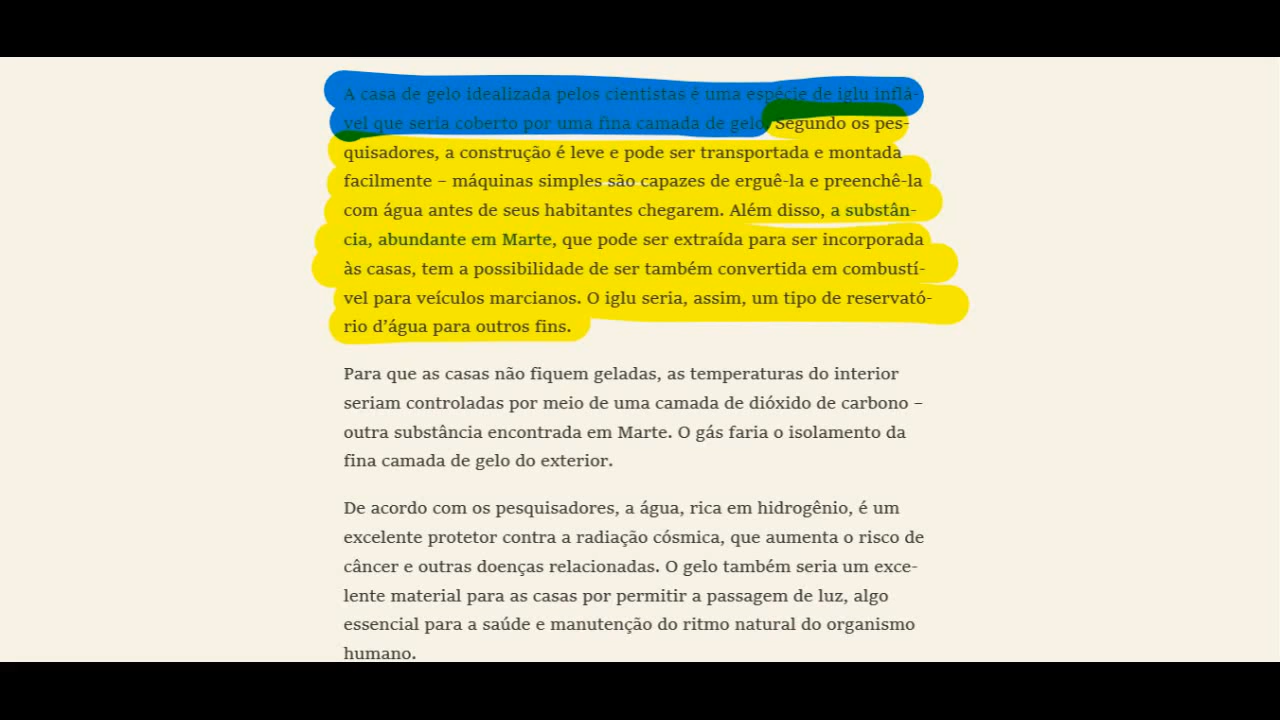 A casa de gelo idealizada pelos cientistas é uma espécie de iglu inflá-
vel que seria coberto por uma fina camada de gelo. Segundo os pes-
quisadores, a construção é leve e pode ser transportada e montada
facilmente – máquinas simples são capazes de erguê-la e preenchê-la
com água antes de seus habitantes chegarem. Além disso, a substân-
cia, abundante em Marte, que pode ser extraída para ser incorporada
às casas, tem a possibilidade de ser também convertida em combustí-
vel para veículos marcianos. O iglu seria, assim, um tipo de reservató-
rio d’água para outros fins.
Para que as casas não fiquem geladas, as temperaturas do interior
seriam controladas por meio de uma camada de dióxido de carbono –
outra substância encontrada em Marte. O gás faria o isolamento da
fina camada de gelo do exterior.
De acordo com os pesquisadores, a água, rica em hidrogênio, é um
excelente protetor contra a radiação cósmica, que aumenta o risco de
câncer e outras doenças relacionadas. O gelo também seria um exce-
lente material para as casas por permitir a passagem de luz, algo
essencial para a saúde e manutenção do ritmo natural do organismo
humano.